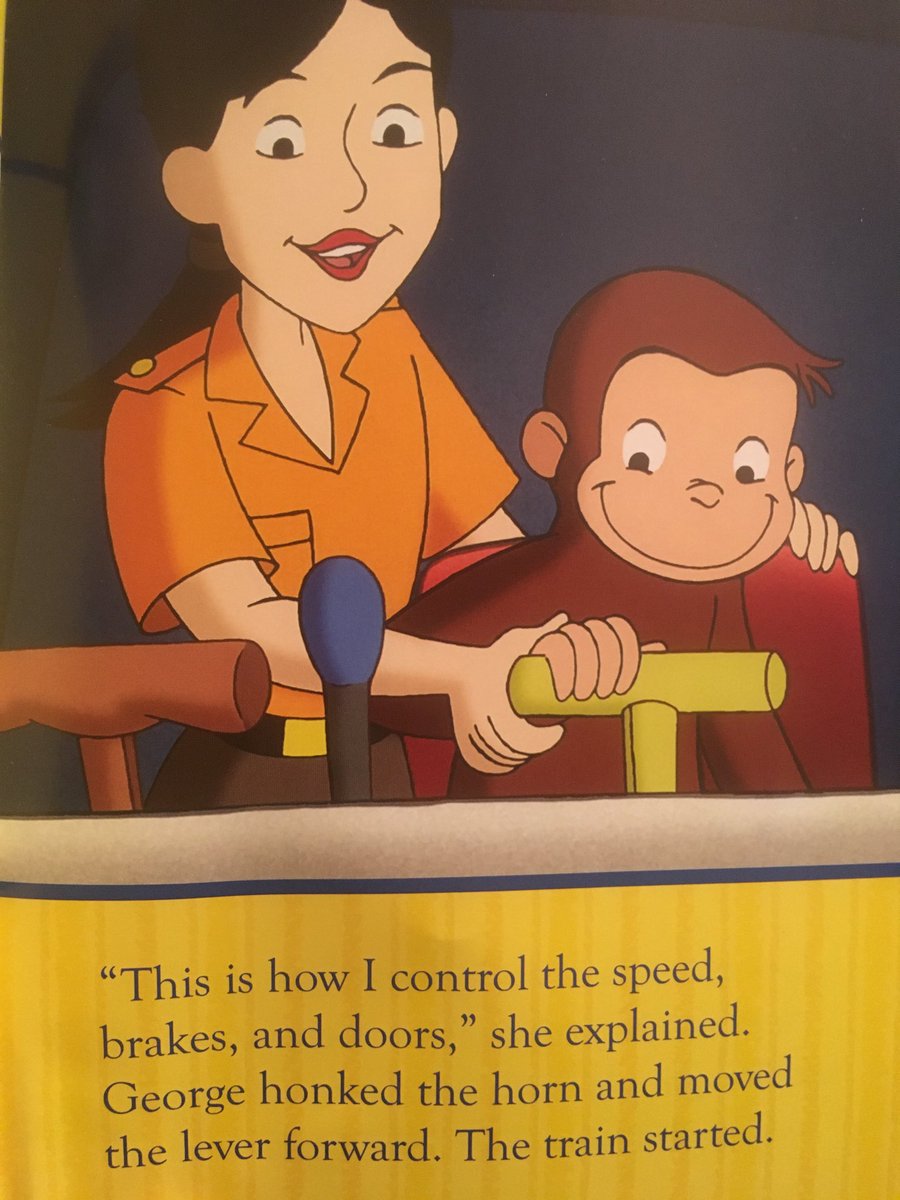 “This is how I control the speed,
brakes, and doors,” she explained.
George honked the horn and moved
the lever forward. The train started.